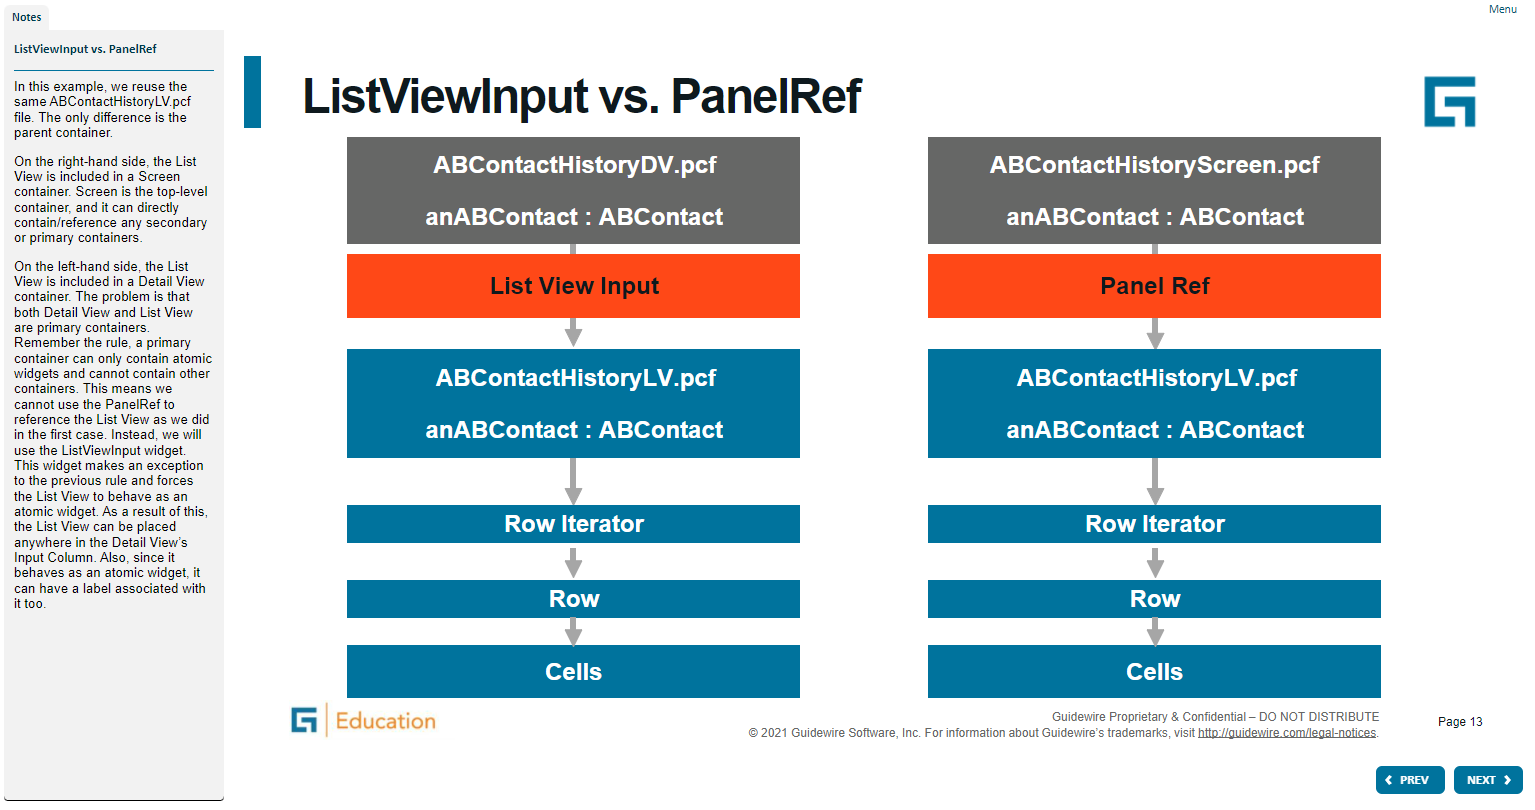 Notes
Menu
ListViewInput vs. PanelRef
In this example, we reuse the
same ABContactHistoryLV.pcf
file. The only difference is the
parent container.
On the right-hand side, the List
View is included in a Screen
container. Screen is the top-level
container, and it can directly
contain/reference any secondary
or primary containers.
On the left-hand side, the List
View is included in a Detail View
container. The problem is that
both Detail View and List View
are primary containers.
Remember the rule, a primary
container can only contain atomic
widgets and cannot contain other
containers. This means we
cannot use the PanelRef to
reference the List View as we did
in the first case. Instead, we will
use the ListViewInput widget.
This widget makes an exception
to the previous rule and forces
the List View to behave as an
atomic widget. As a result of this,
the List View can be placed
anywhere in the Detail View’s
Input Column. Also, since it
behaves as an atomic widget, it
can have a label associated with
it too.
ListViewInput vs. PanelRef
ABContactHistoryDV.pcf
anABContact : ABContact
List View Input
ABContactHistoryLV.pcf
anABContact : ABContact
Row Iterator
Row
Cells
ABContactHistoryScreen.pcf
anABContact : ABContact
Panel Ref
ABContactHistoryLV.pcf
anABContact : ABContact
Row Iterator
Row
Cells
Education
Guidewire Proprietary & Confidential – DO NOT DISTRIBUTE
© 2021 Guidewire Software, Inc. For information about Guidewire’s trademarks, visit http://guidewire.com/legal-notices.
Page 13
PREV
NEXT